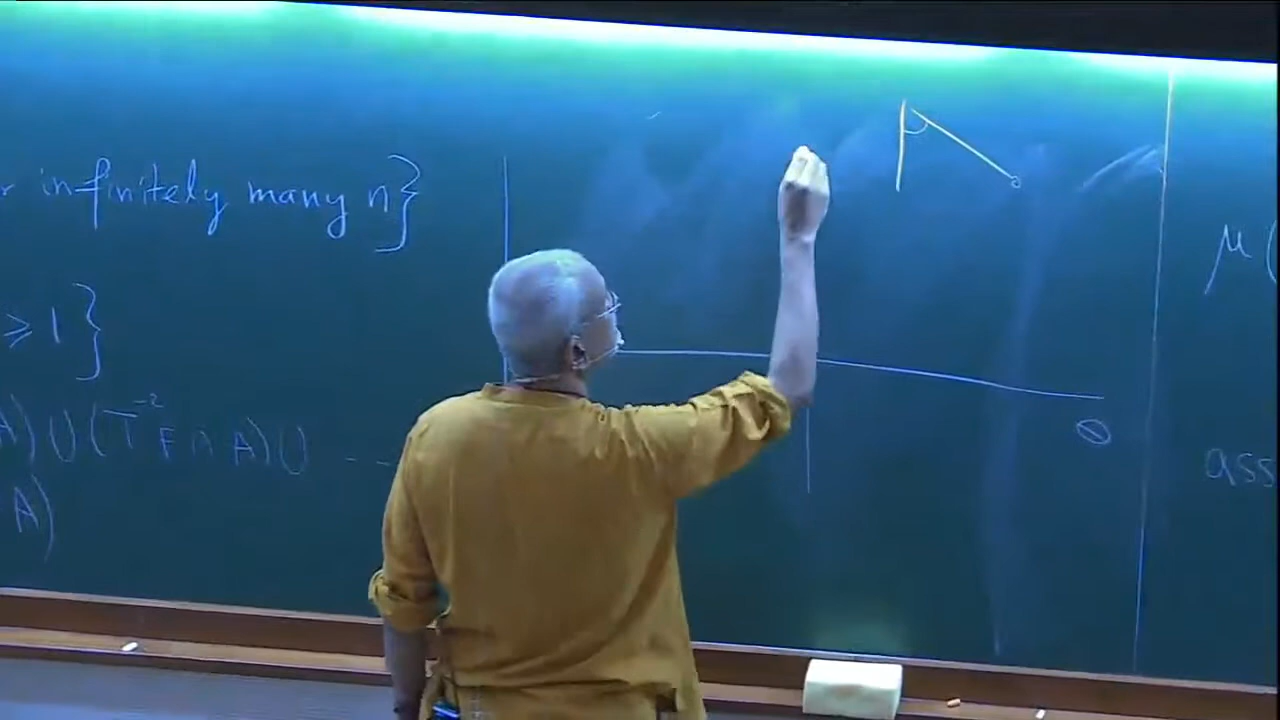 r infinitely many n}
≥ 1 }
A) ∪ (T⁻² F ∩ A) ∪ ---
A)
θ
μ (
ass